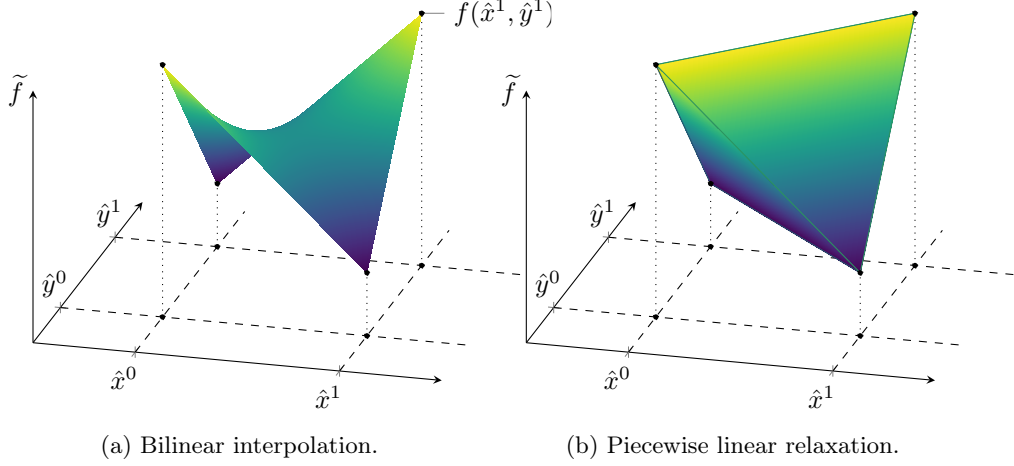 f(x̂¹, ŷ¹)
f̃
f̃
ŷ¹
ŷ¹
ŷ⁰
ŷ⁰
x̂⁰
x̂⁰
x̂¹
x̂¹
(a) Bilinear interpolation.
(b) Piecewise linear relaxation.